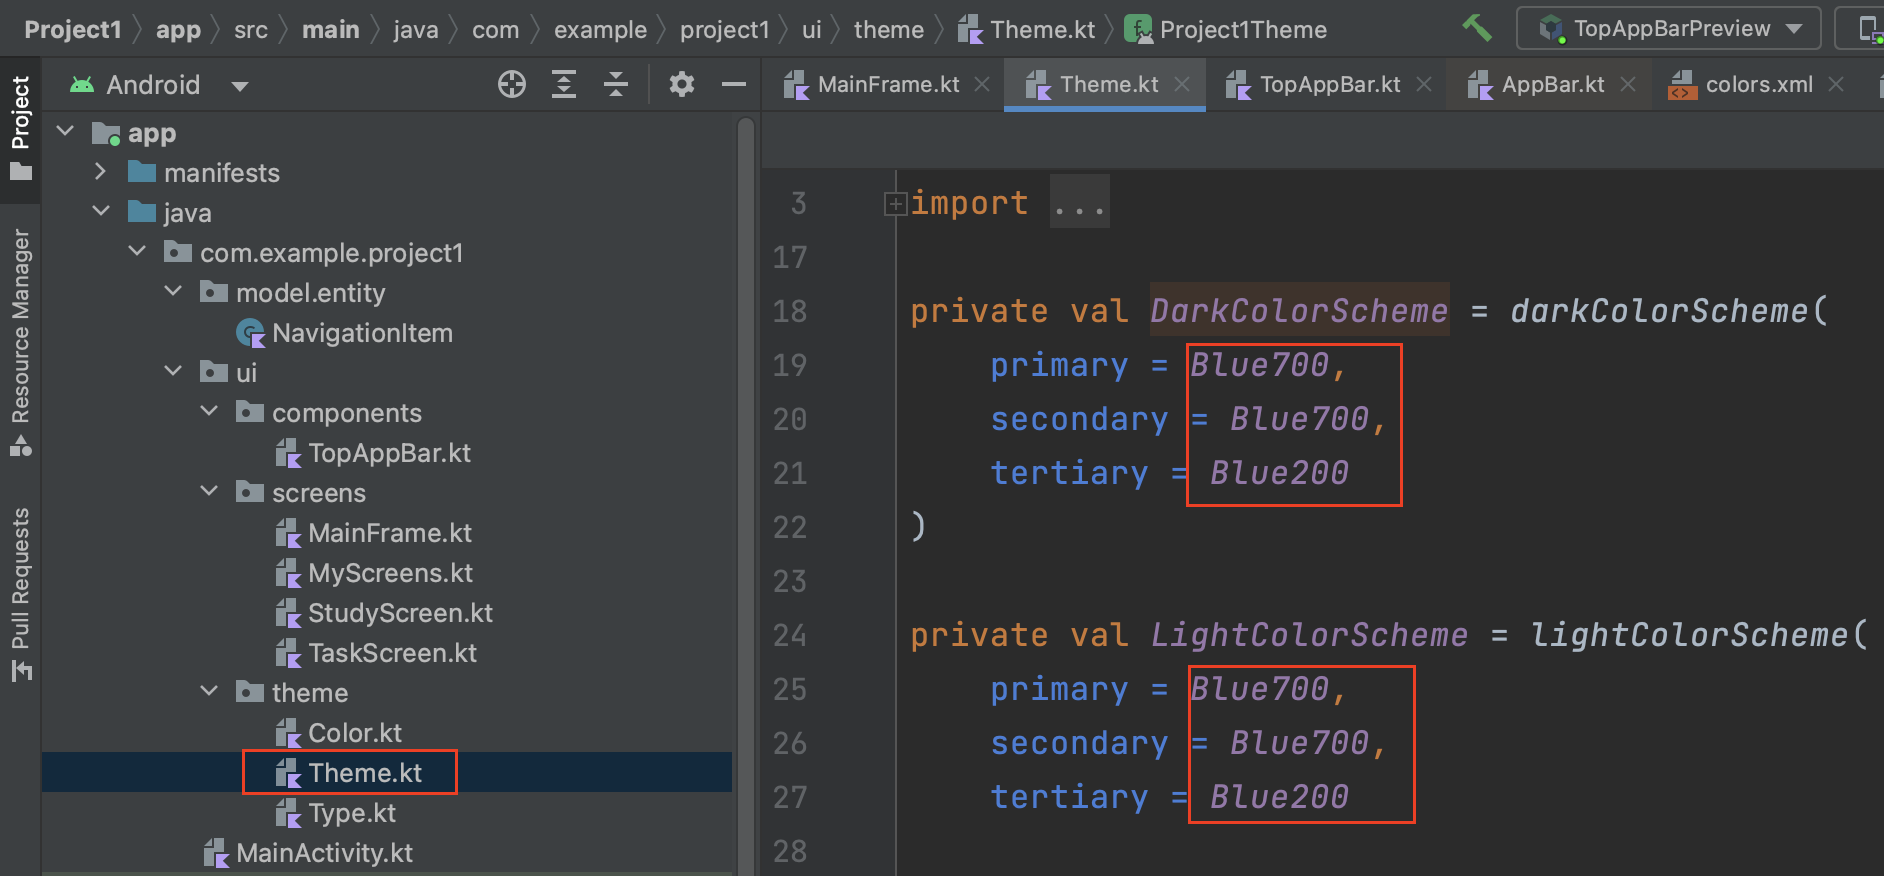 Project1 app src main java com example project1 ui theme Theme.kt Project1Theme TopAppBarPreview
Project
Resource Manager
Pull Requests
Android
app
manifests
java
com.example.project1
model.entity
NavigationItem
ui
components
TopAppBar.kt
screens
MainFrame.kt
MyScreens.kt
StudyScreen.kt
TaskScreen.kt
theme
Color.kt
Theme.kt
Type.kt
MainActivity.kt
MainFrame.kt Theme.kt TopAppBar.kt AppBar.kt colors.xml
3 import ...
17
18 private val DarkColorScheme = darkColorScheme(
19 primary = Blue700,
20 secondary = Blue700,
21 tertiary = Blue200
22 )
23
24 private val LightColorScheme = lightColorScheme(
25 primary = Blue700,
26 secondary = Blue700,
27 tertiary = Blue200
28